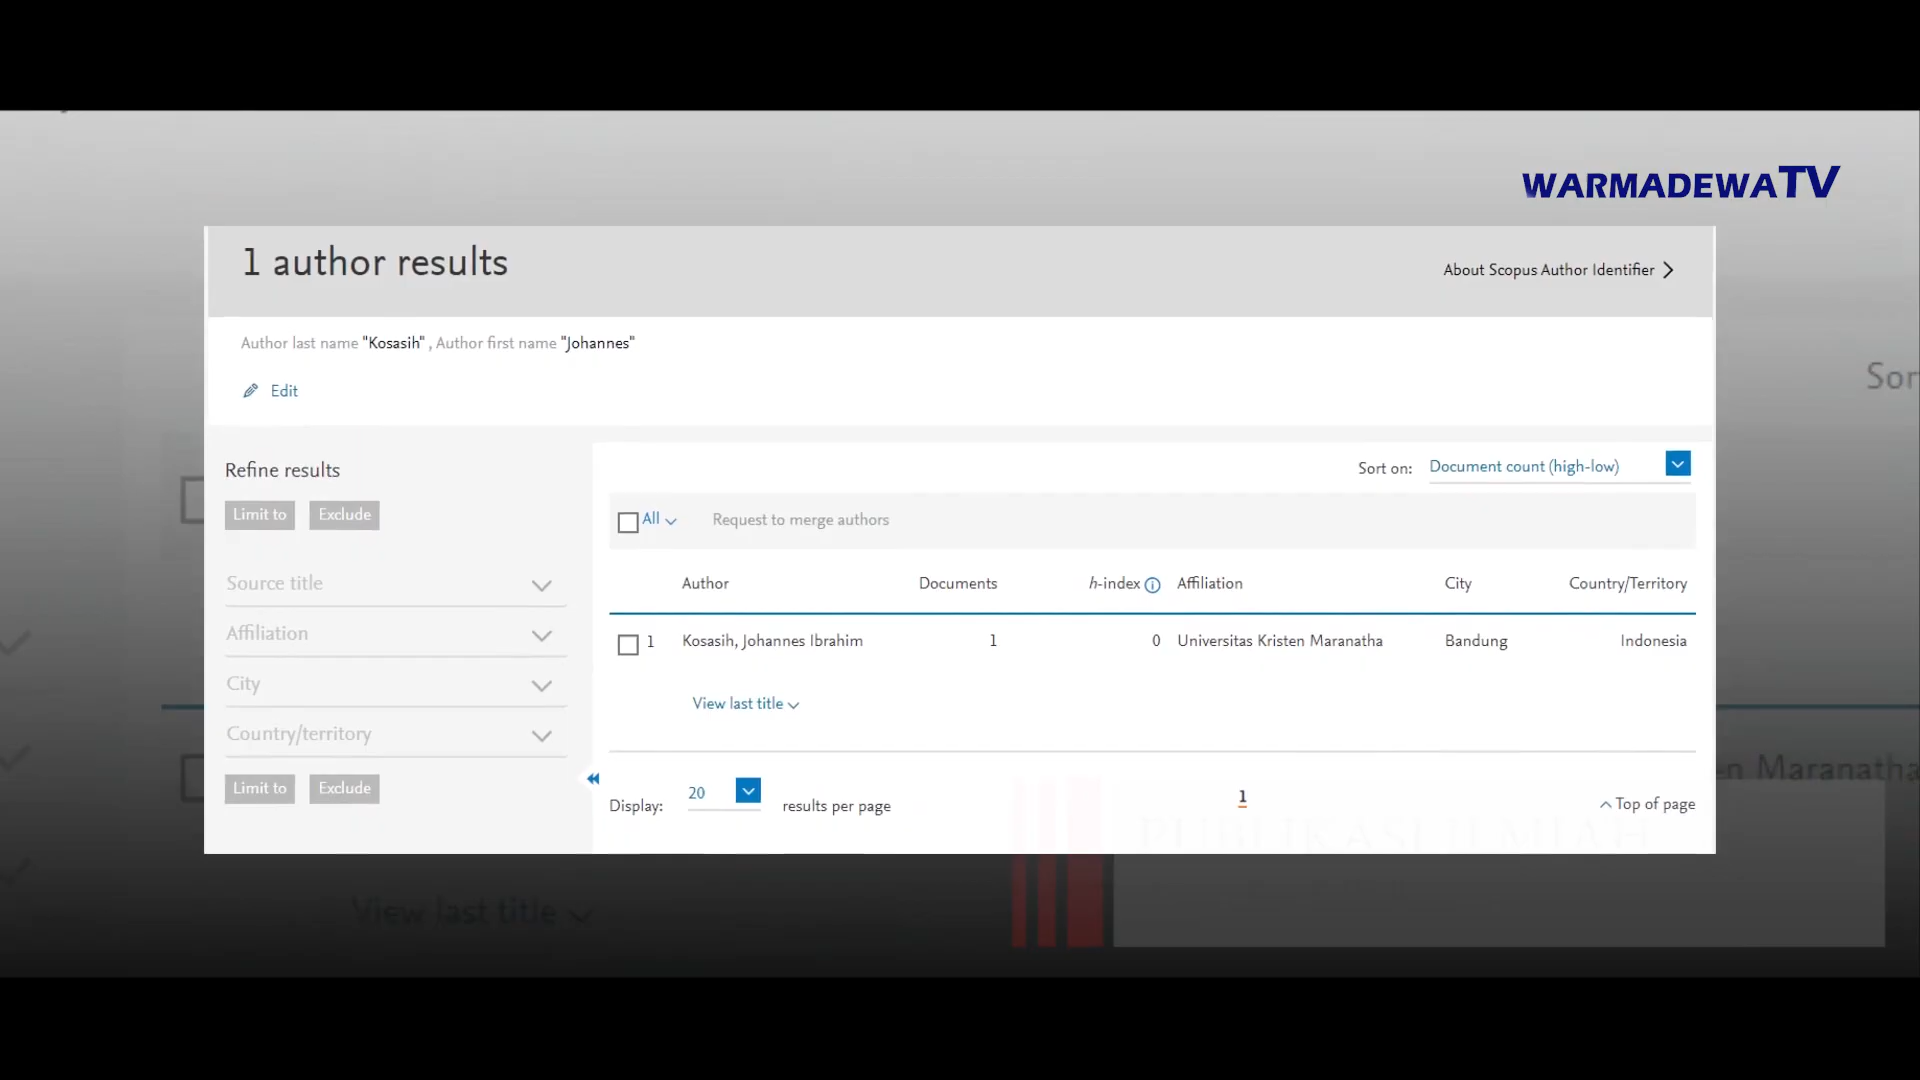 WARMADEWATV
1 author results
About Scopus Author Identifier
Author last name "Kosasih" , Author first name "Johannes"
Edit
Refine results
Limit to Exclude
Source title
Affiliation
City
Country/territory
Limit to Exclude
Sort on: Document count (high-low)
All Request to merge authors
Author Documents h-index Affiliation City Country/Territory
1 Kosasih, Johannes Ibrahim 1 0 Universitas Kristen Maranatha Bandung Indonesia
View last title
Display: 20 results per page
1
Top of page
PUBLIKASI ILMIAH
Sor
en Maranatha
View last title